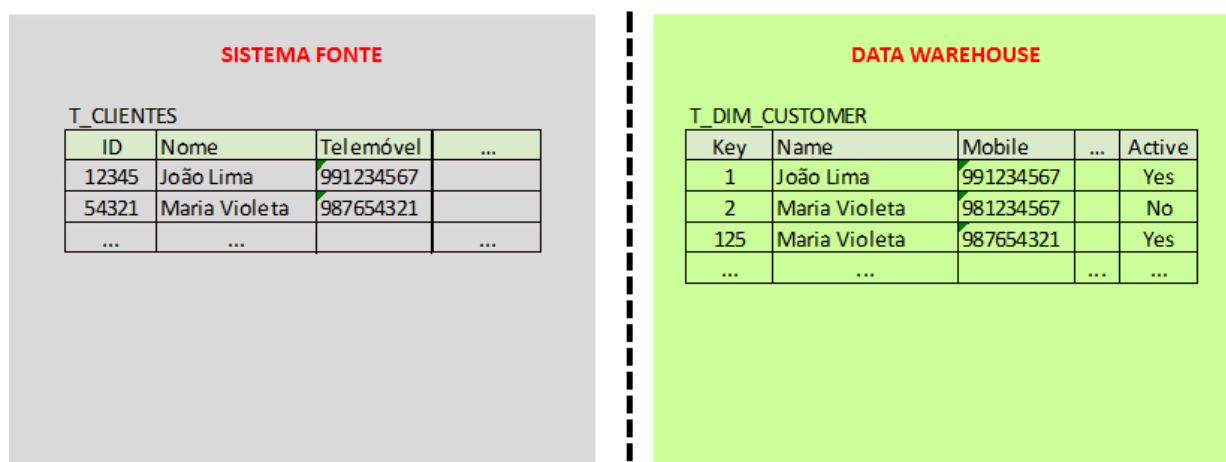 SISTEMA FONTE
T_CLIENTES
ID Nome Telemóvel ...
12345 João Lima 991234567
54321 Maria Violeta 987654321
... ... ...
DATA WAREHOUSE
T_DIM_CUSTOMER
Key Name Mobile ... Active
1 João Lima 991234567 Yes
2 Maria Violeta 981234567 No
125 Maria Violeta 987654321 Yes
... ... ... ...